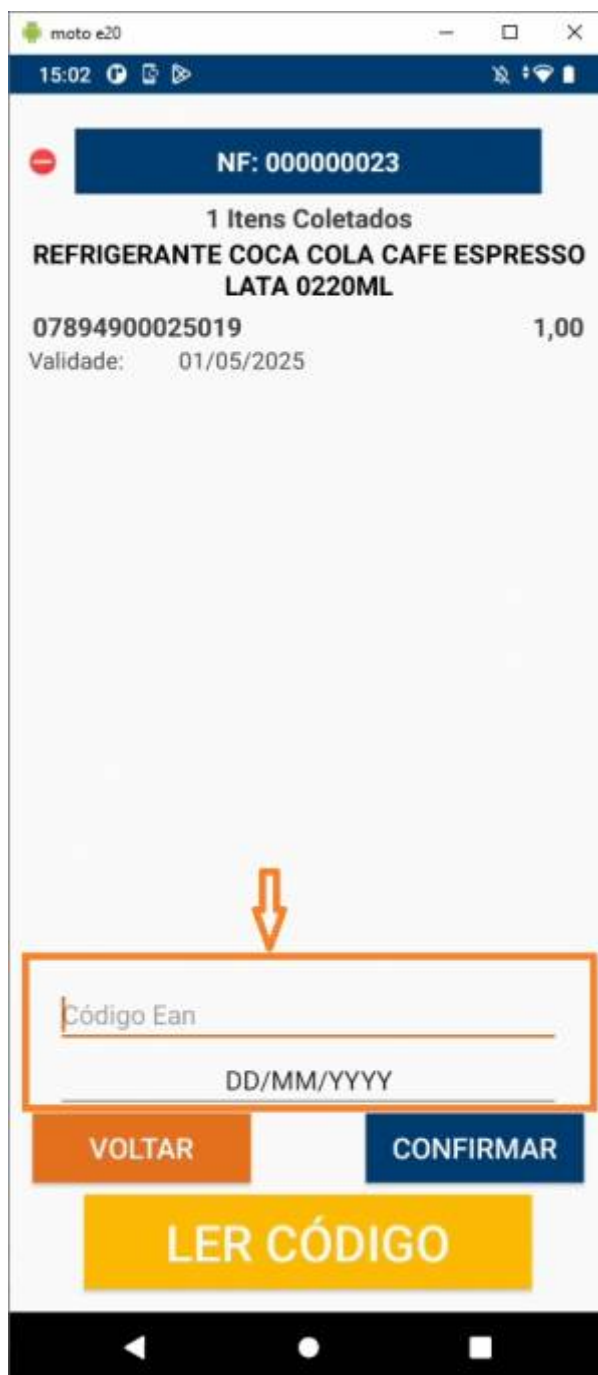 moto e20
15:02
NF: 000000023
1 Itens Coletados
REFRIGERANTE COCA COLA CAFE ESPRESSO
LATA 0220ML
07894900025019 1,00
Validade: 01/05/2025
Código Ean
DD/MM/YYYY
VOLTAR CONFIRMAR
LER CÓDIGO